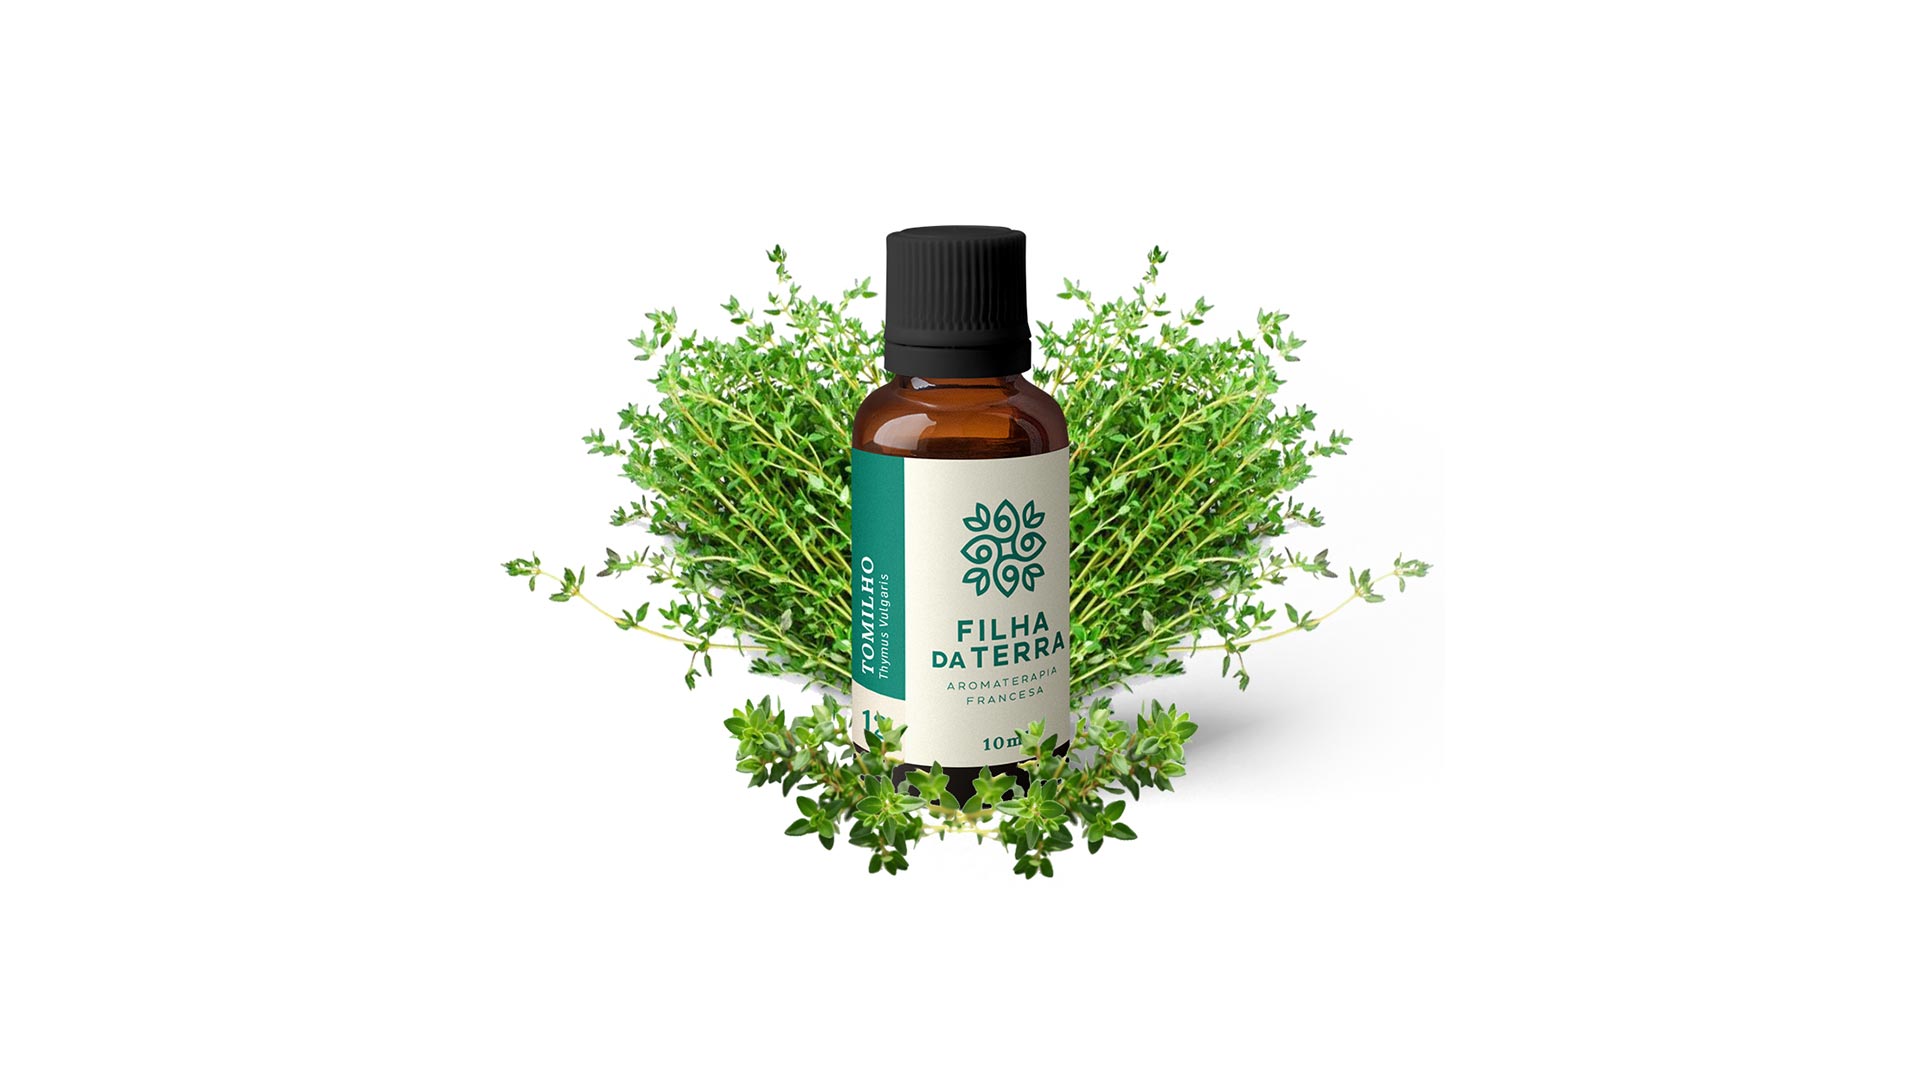 TOMILHO
Thymus Vulgaris
FILHA
DA TERRA
AROMATERAPIA
FRANCESA